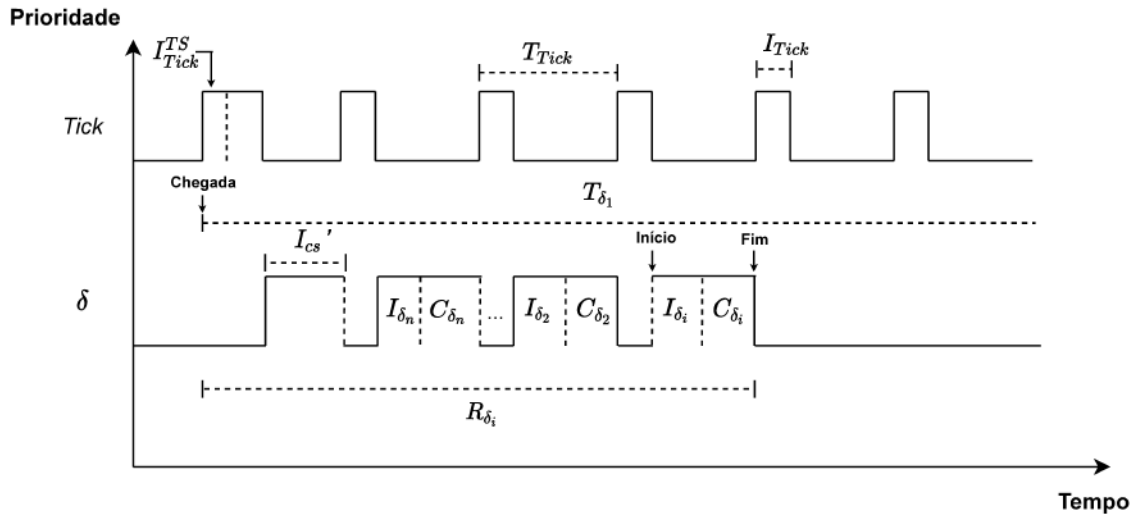 Prioridade
I_{Tick}^{TS}
T_{Tick}
I_{Tick}
Tick
Chegada
T_{δ_1}
I_{cs}'
Início
Fim
δ
I_{δ_n} C_{δ_n} ... I_{δ_2} C_{δ_2} I_{δ_i} C_{δ_i}
R_{δ_i}
Tempo